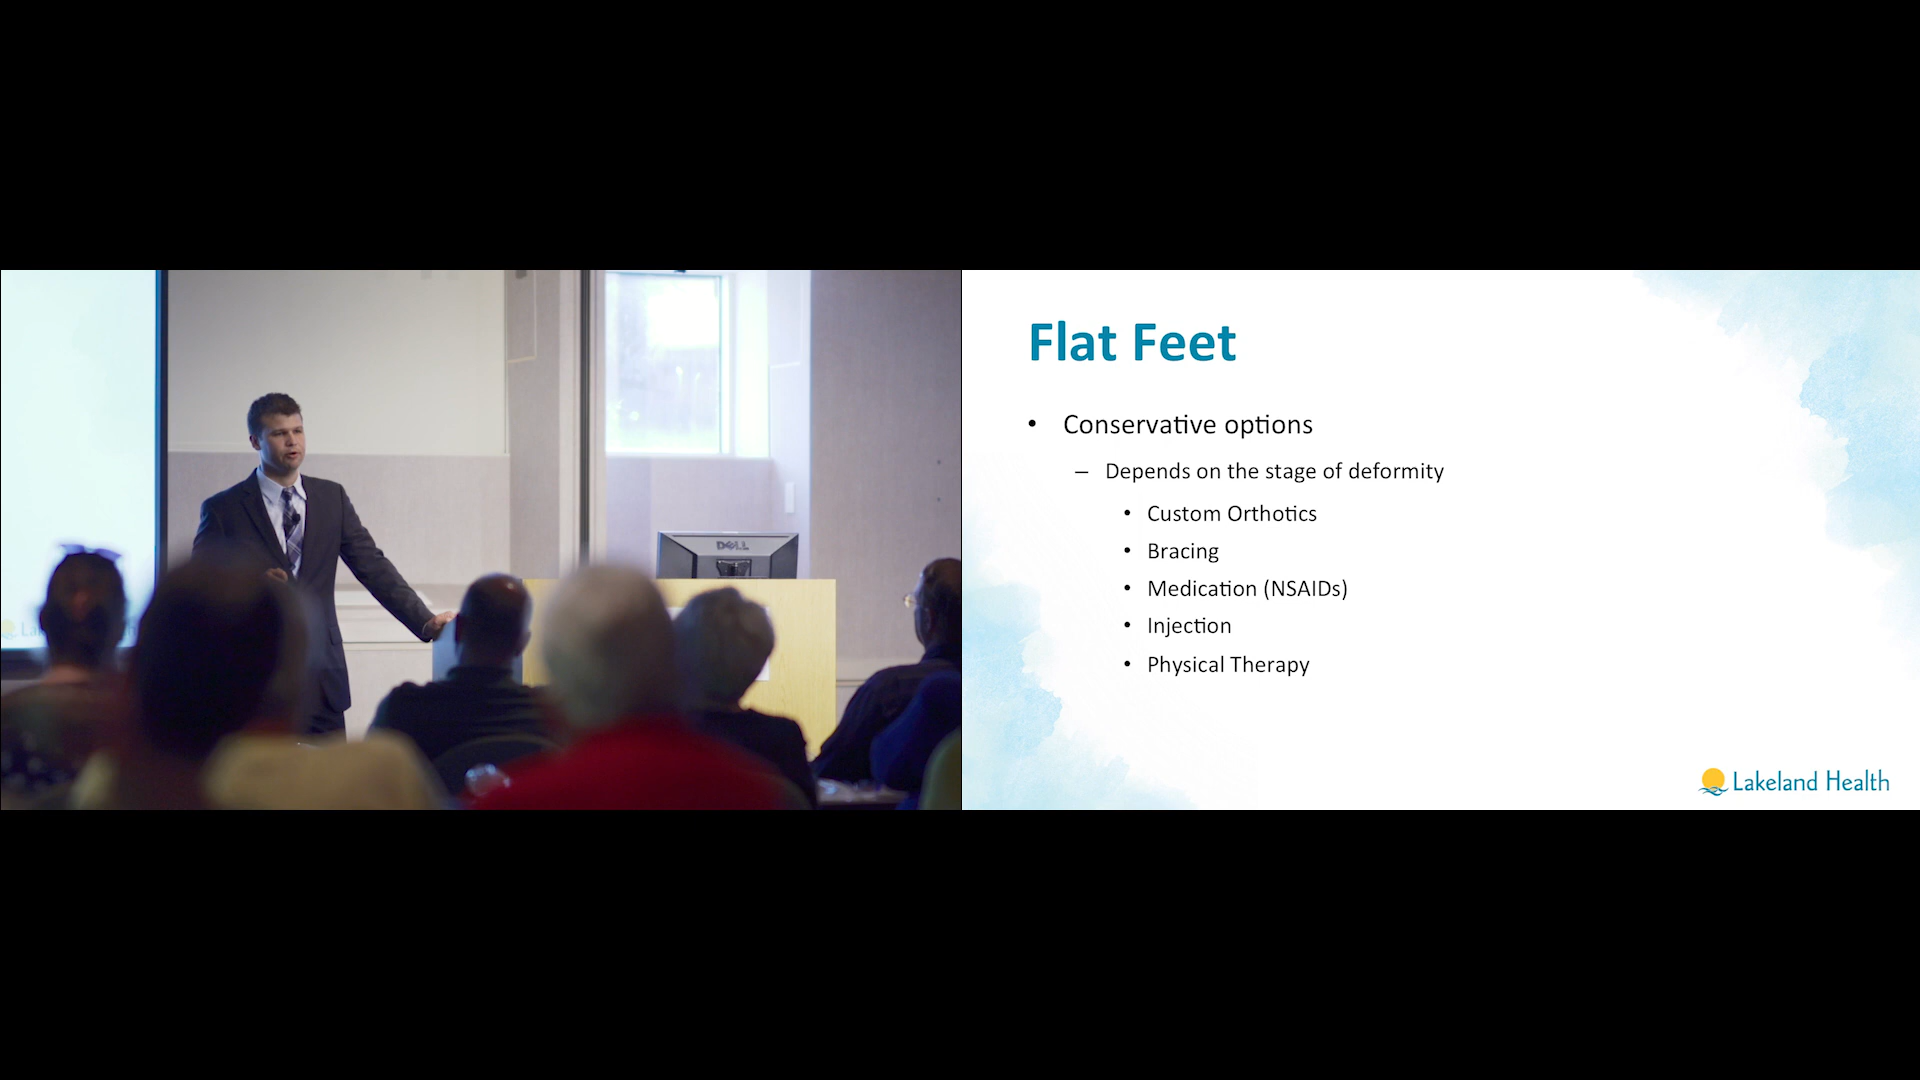 DELL
Flat Feet
• Conservative options
– Depends on the stage of deformity
• Custom Orthotics
• Bracing
• Medication (NSAIDs)
• Injection
• Physical Therapy
Lakeland Health